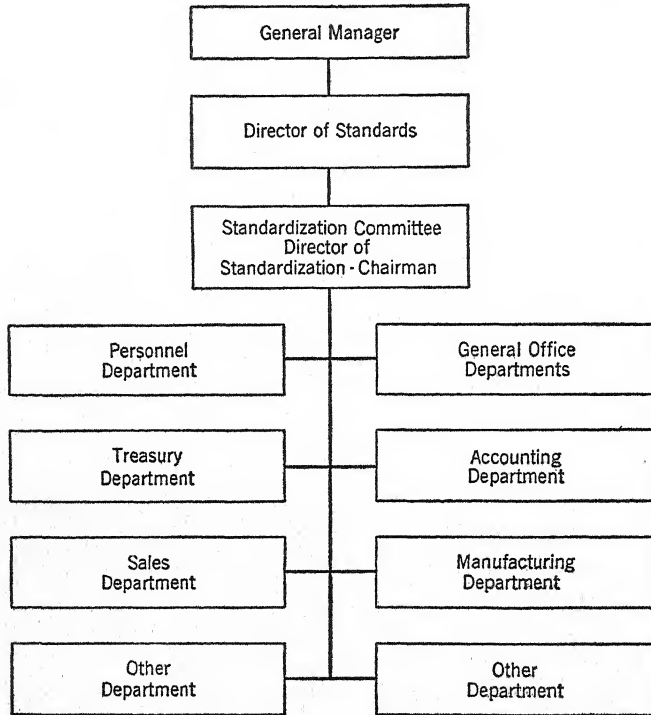 General Manager
Director of Standards
Standardization Committee
Director of
Standardization - Chairman
Personnel
Department
General Office
Departments
Treasury
Department
Accounting
Department
Sales
Department
Manufacturing
Department
Other
Department
Other
Department